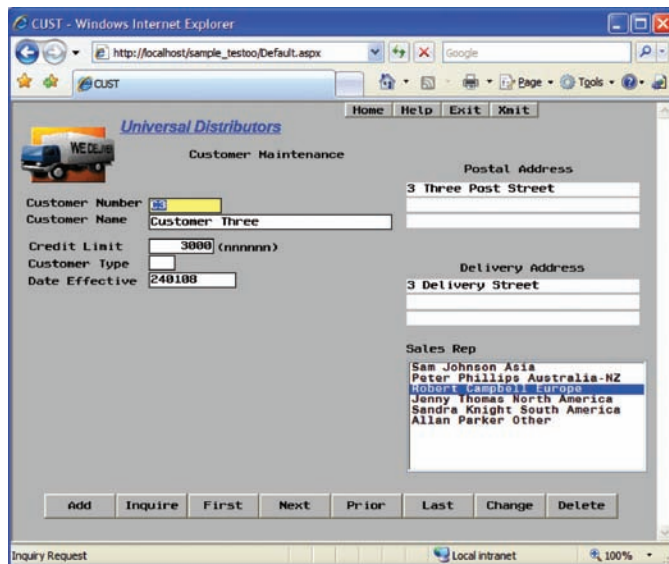 CUST - Windows Internet Explorer
http://localhost/sample_testoo/Default.aspx
Google
CUST
Page
Tools
Home Help Exit Xmit
Universal Distributors
WE DELIVER
Customer Maintenance
Postal Address
3 Three Post Street
Customer Number
Customer Name Customer Three
Credit Limit 3000 (nnnnnn)
Customer Type
Date Effective 240108
Delivery Address
3 Delivery Street
Sales Rep
Sam Johnson Asia
Peter Phillips Australia-NZ
Robert Campbell Europe
Jenny Thomas North America
Sandra Knight South America
Allan Parker Other
Add Inquire First Next Prior Last Change Delete
Inquiry Request
Local intranet
100%